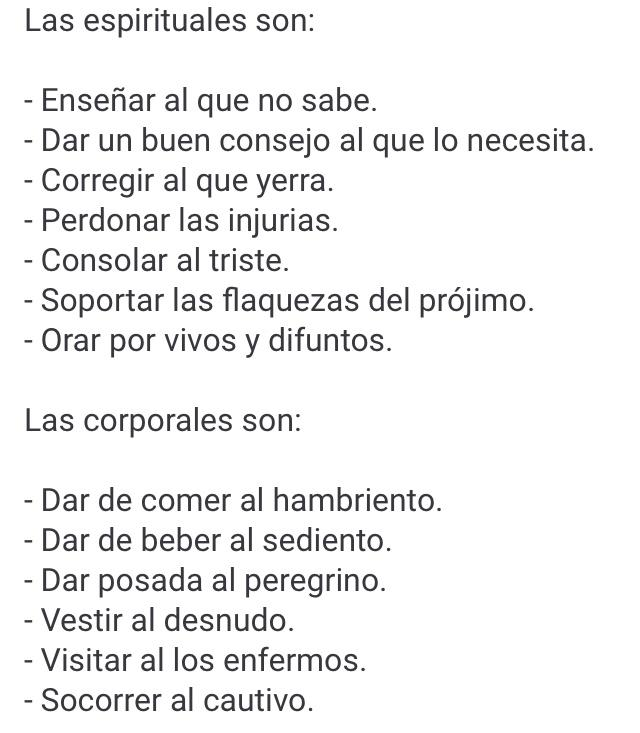 Las espirituales son:
- Enseñar al que no sabe.
- Dar un buen consejo al que lo necesita.
- Corregir al que yerra.
- Perdonar las injurias.
- Consolar al triste.
- Soportar las flaquezas del prójimo.
- Orar por vivos y difuntos.
Las corporales son:
- Dar de comer al hambriento.
- Dar de beber al sediento.
- Dar posada al peregrino.
- Vestir al desnudo.
- Visitar al los enfermos.
- Socorrer al cautivo.